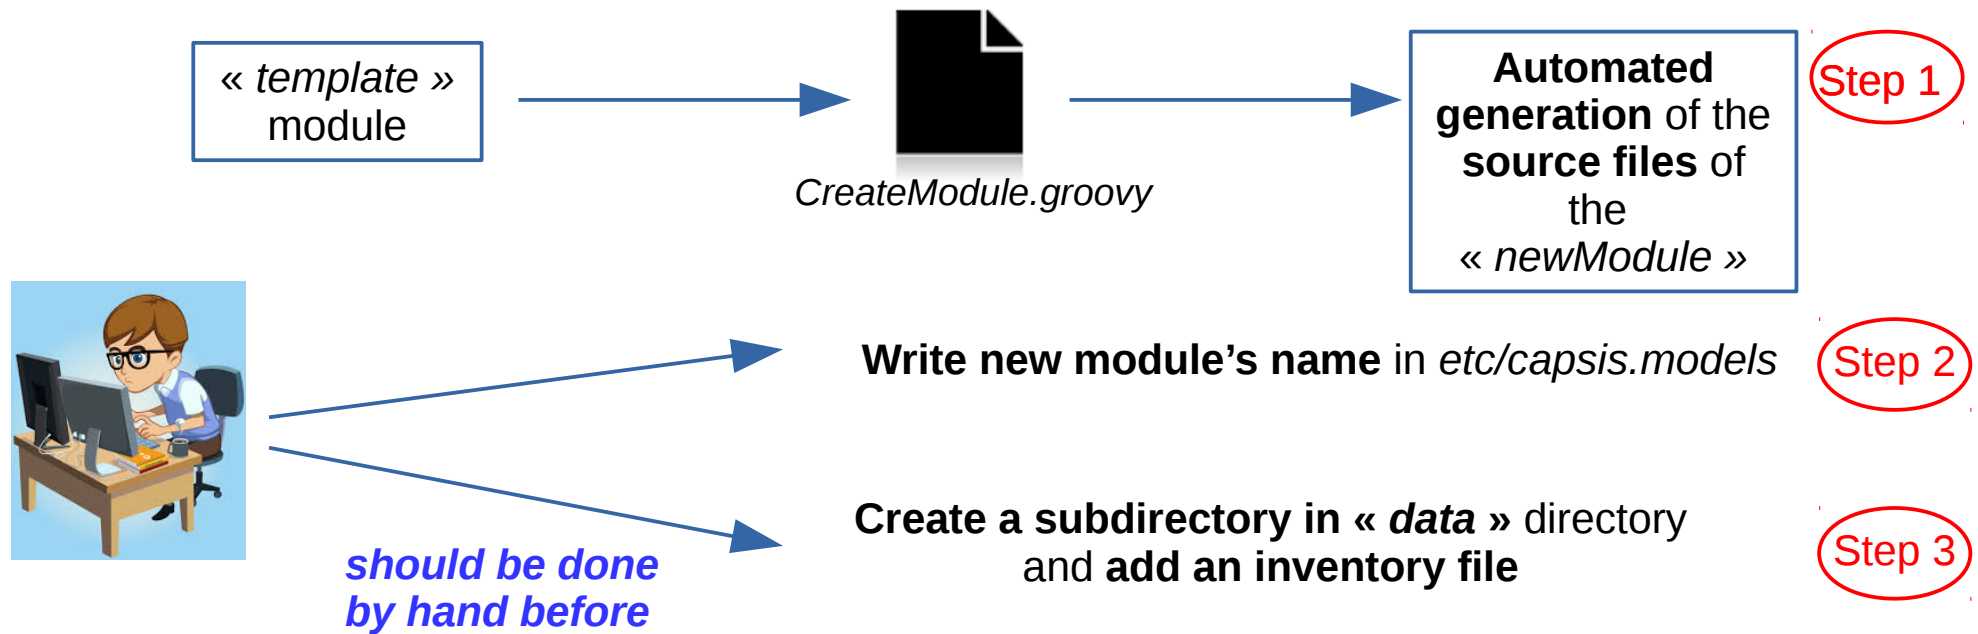 « template »
module
CreateModule.groovy
Automated
generation of the
source files of
the
« newModule »
Step 1
Write new module’s name in etc/capsis.models
Step 2
Create a subdirectory in « data » directory
and add an inventory file
Step 3
should be done
by hand before